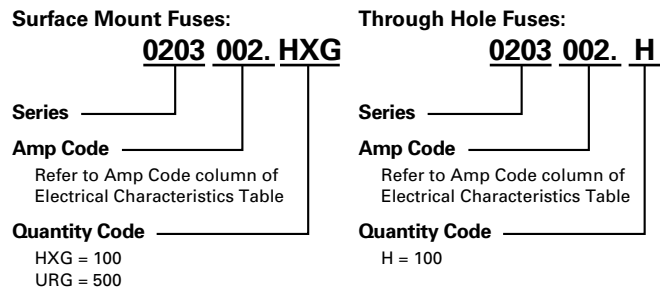 Surface Mount Fuses:
0203 002. HXG
Series
Amp Code
Refer to Amp Code column of
Electrical Characteristics Table
Quantity Code
HXG = 100
URG = 500
Through Hole Fuses:
0203 002. H
Series
Amp Code
Refer to Amp Code column of
Electrical Characteristics Table
Quantity Code
H = 100